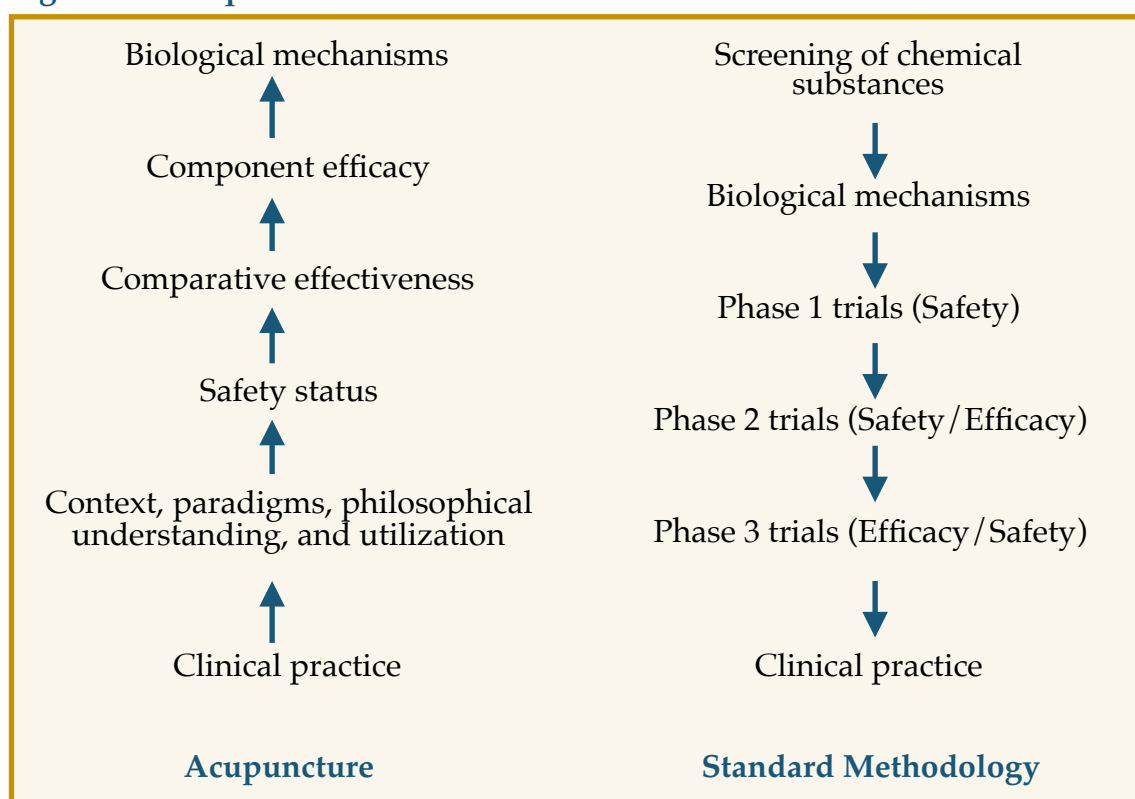 Biological mechanisms
Component efficacy
Comparative effectiveness
Safety status
Context, paradigms, philosophical
understanding, and utilization
Clinical practice
Acupuncture
Screening of chemical
substances
Biological mechanisms
Phase 1 trials (Safety)
Phase 2 trials (Safety/Efficacy)
Phase 3 trials (Efficacy/Safety)
Clinical practice
Standard Methodology